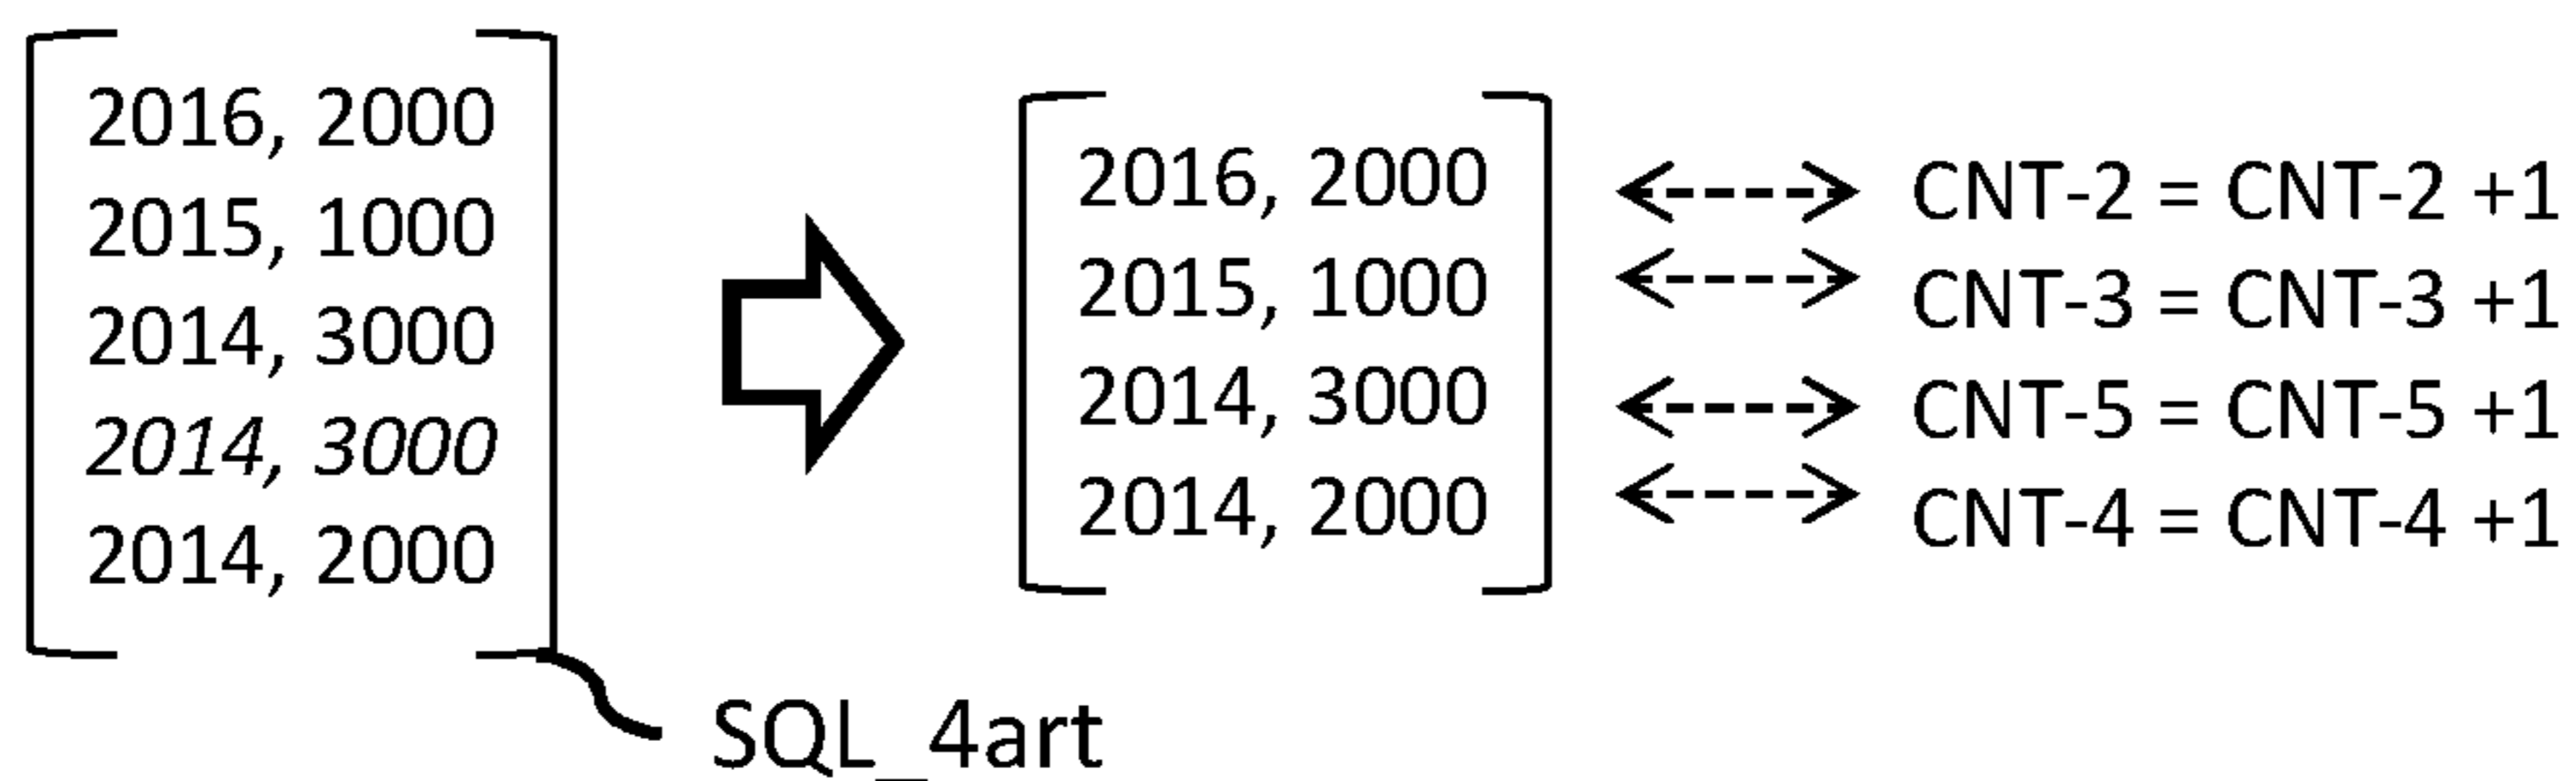 2016, 2000
2015, 1000
2014, 3000
2014, 3000
2014, 2000
SQL_4art
2016, 2000
2015, 1000
2014, 3000
2014, 2000
CNT-2 = CNT-2 +1
CNT-3 = CNT-3 +1
CNT-5 = CNT-5 +1
CNT-4 = CNT-4 +1